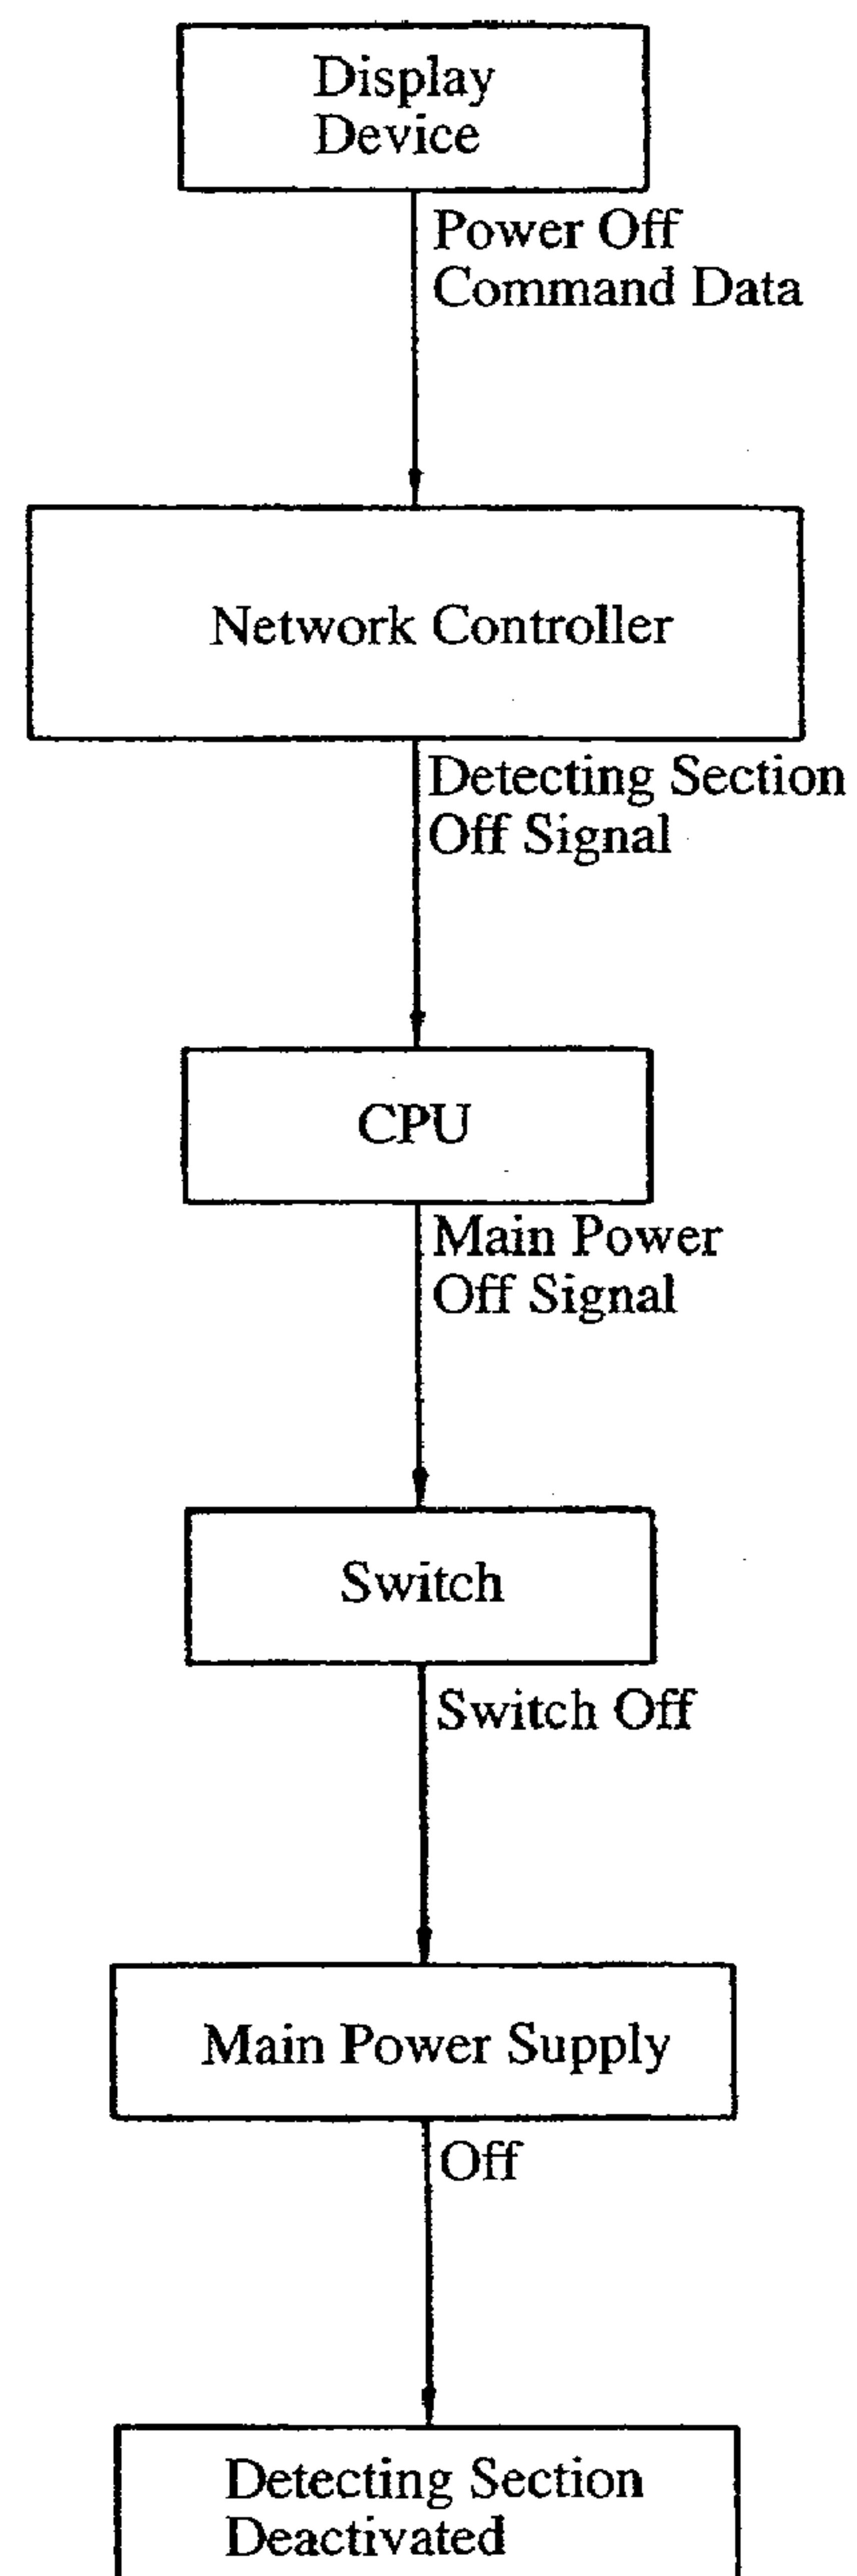 Display
Device
Power Off
Command Data
Network Controller
Detecting Section
Off Signal
CPU
Main Power
Off Signal
Switch
Switch Off
Main Power Supply
Off
Detecting Section
Deactivated